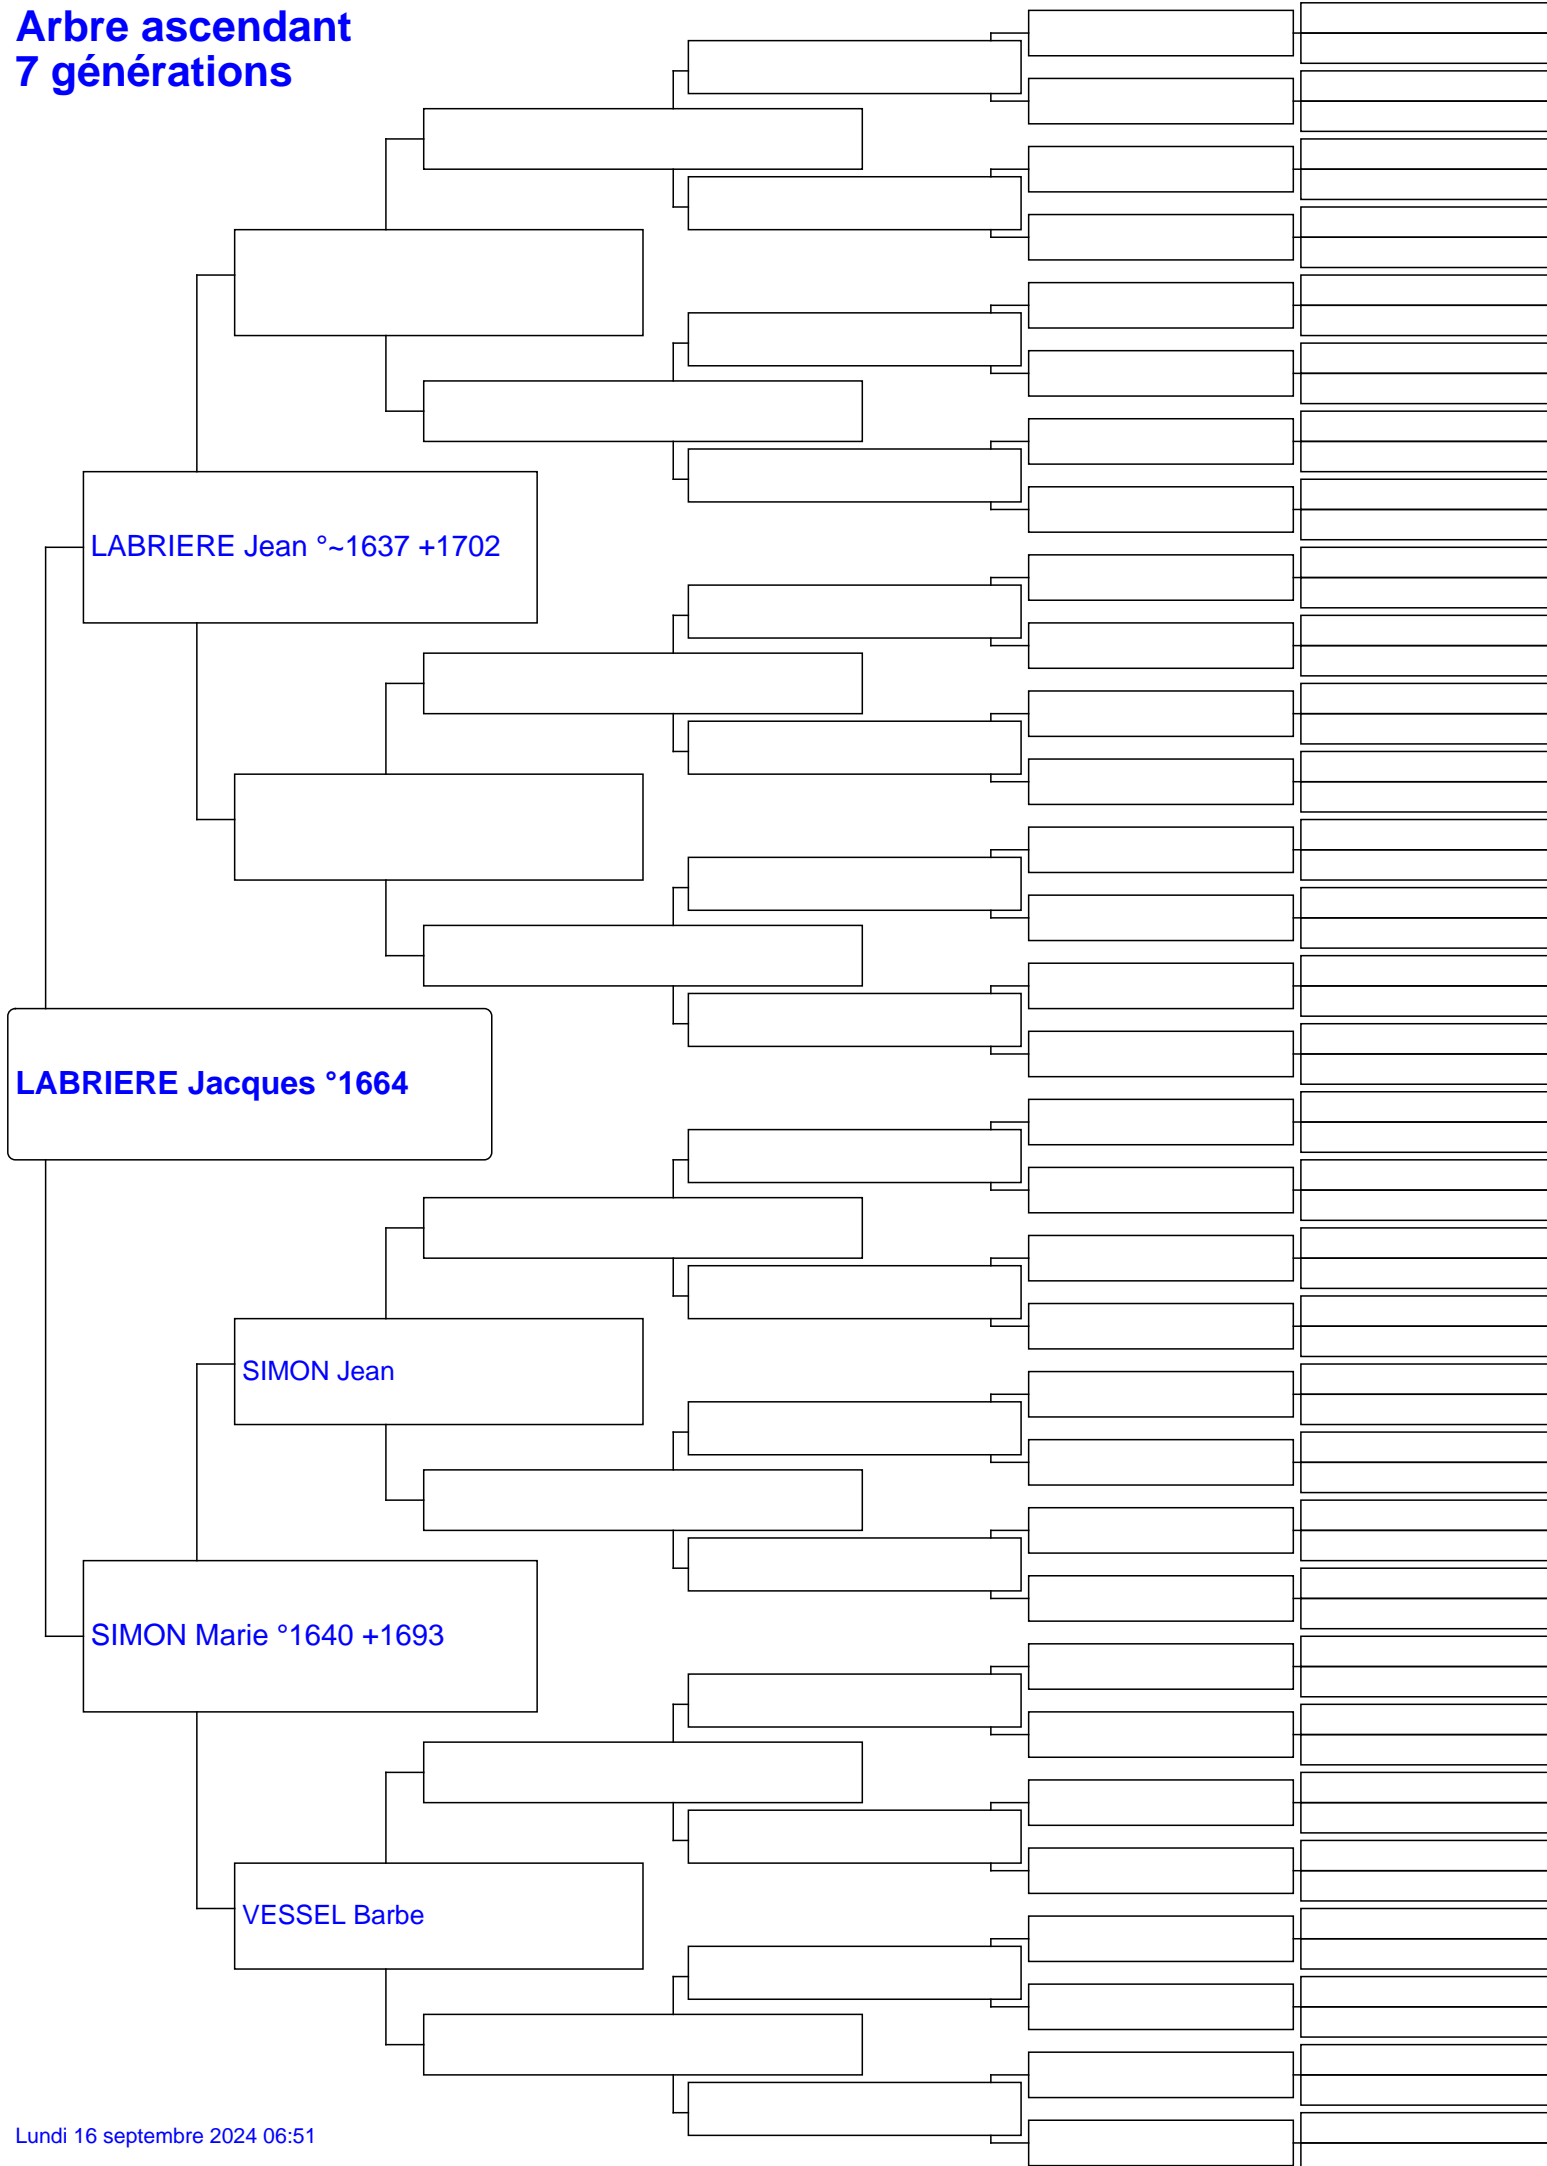 Arbre ascendant
7 générations
LABRIERE Jean °~1637 +1702
LABRIERE Jacques °1664
SIMON Jean
SIMON Marie °1640 +1693
VESSEL Barbe
Lundi 16 septembre 2024 06:51